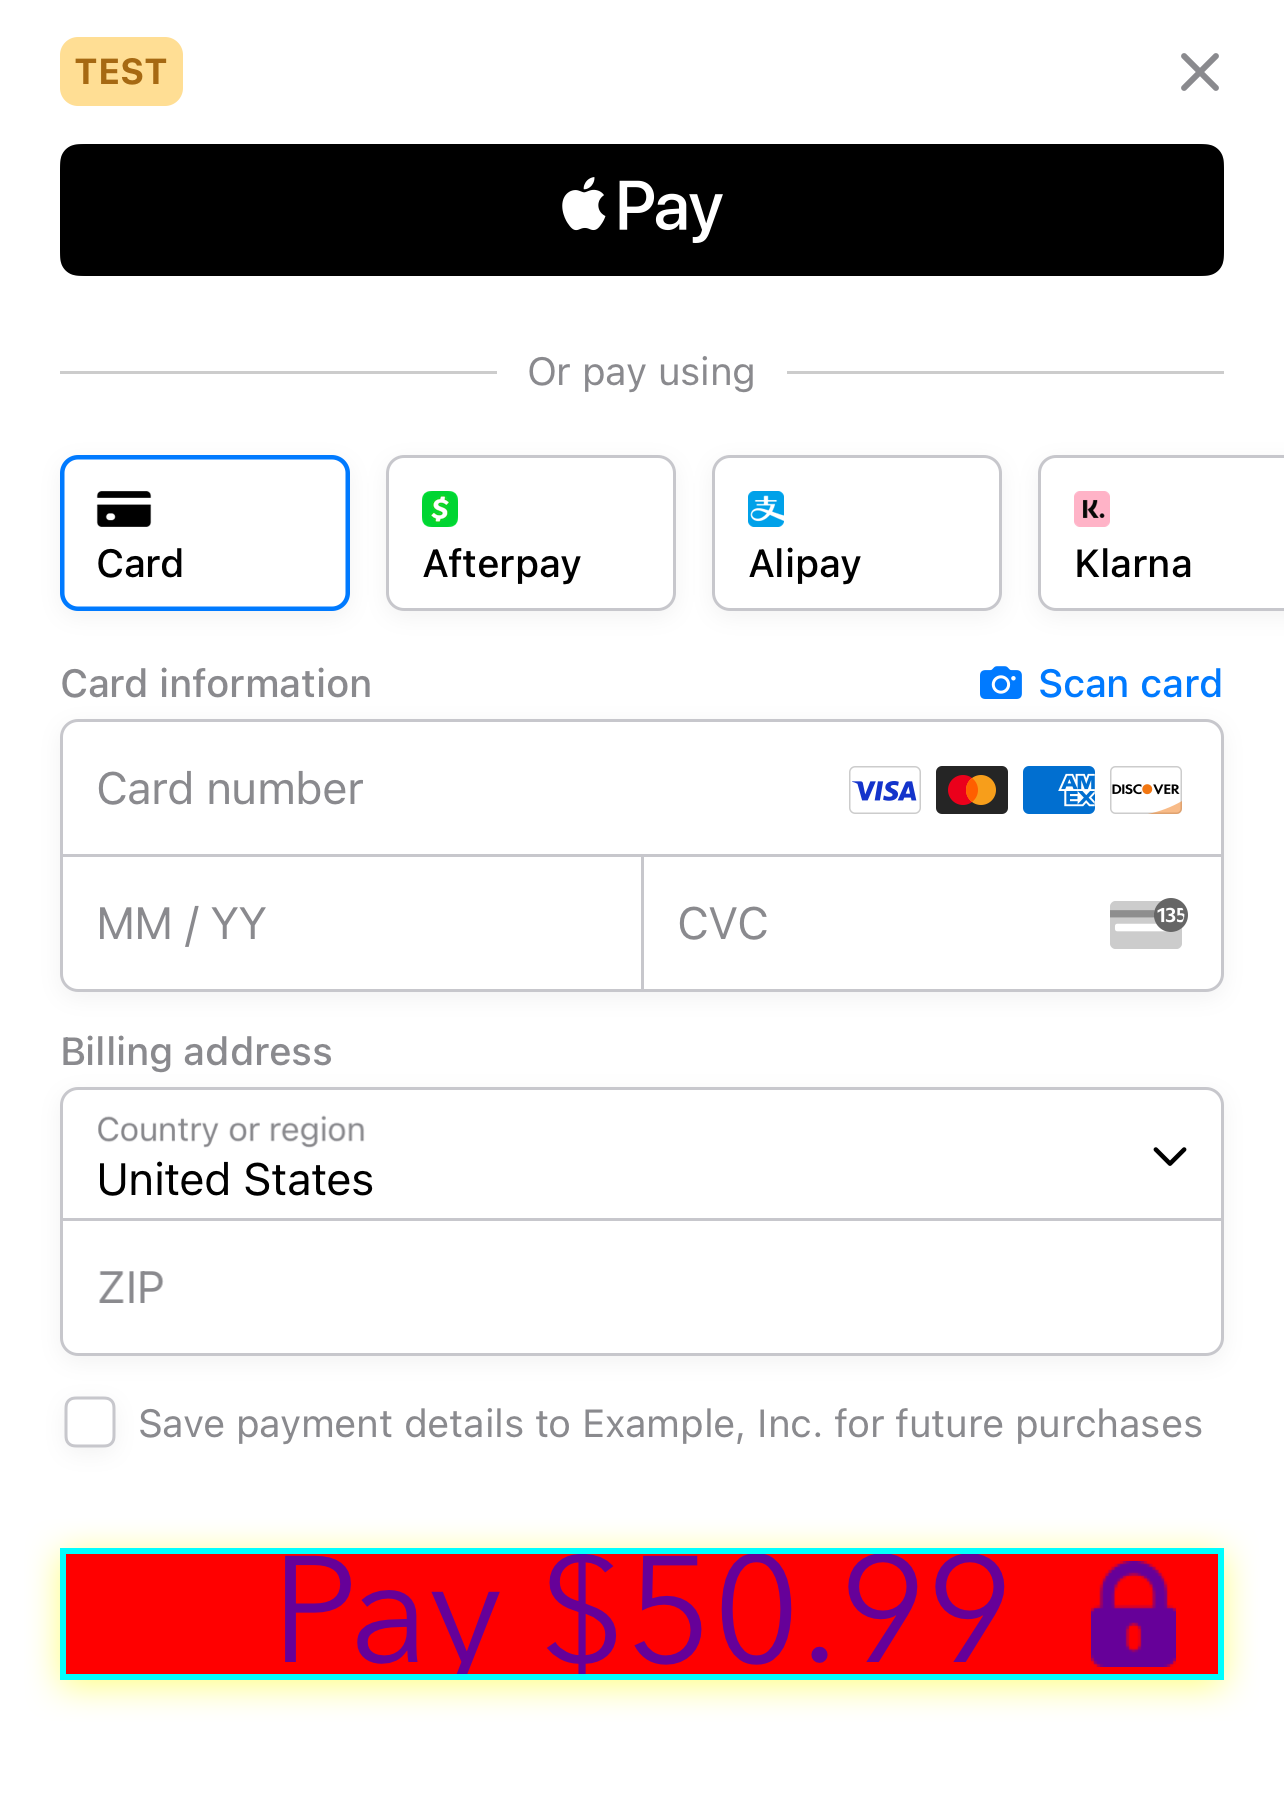 TEST
Pay
Or pay using
Card
$
Afterpay
支
Alipay
K.
Klarna
Card information
Scan card
Card number
VISA
AMEX
DISCOVER
MM / YY
CVC
135
Billing address
Country or region
United States
ZIP
Save payment details to Example, Inc. for future purchases
Pay $50.99